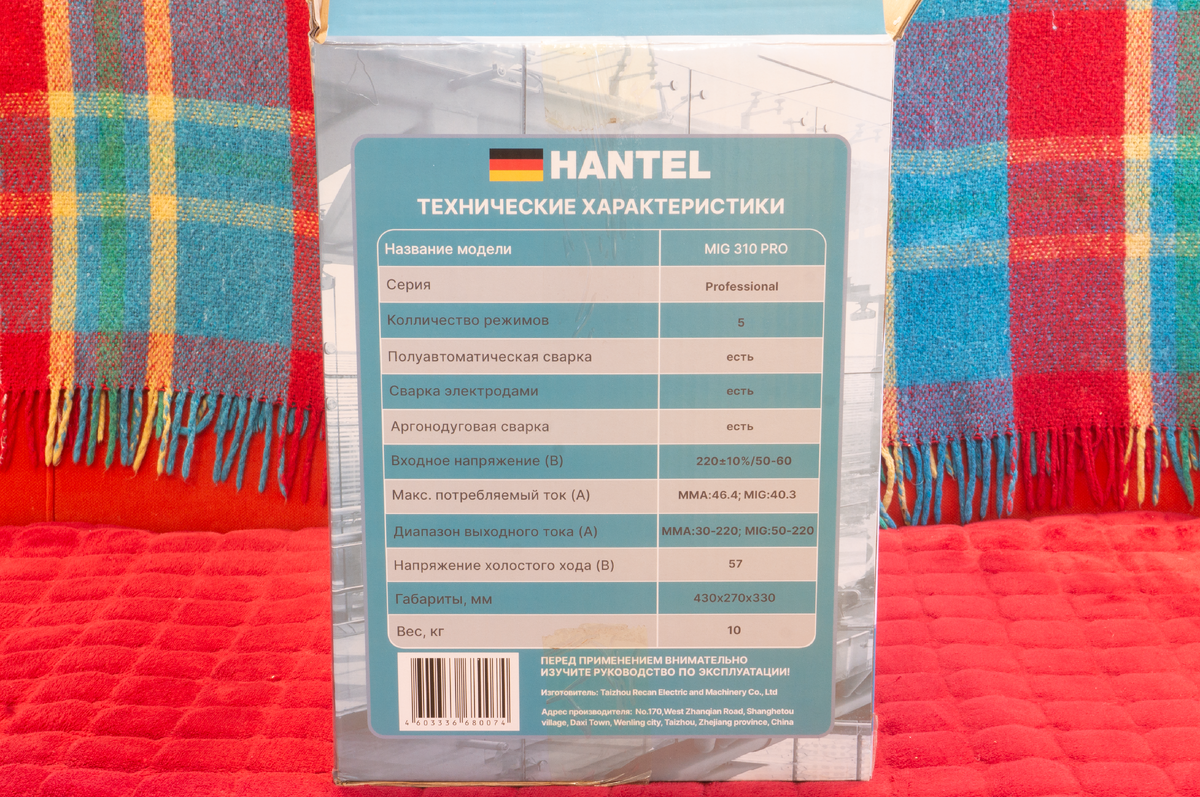 HANTEL
ТЕХНИЧЕСКИЕ ХАРАКТЕРИСТИКИ
Название модели MIG 310 PRO
Серия Professional
Колличество режимов 5
Полуавтоматическая сварка есть
Сварка электродами есть
Аргонодуговая сварка есть
Входное напряжение (В) 220±10%/50-60
Макс. потребляемый ток (А) MMA:46.4; MIG:40.3
Диапазон выходного тока (А) MMA:30-220; MIG:50-220
Напряжение холостого хода (В) 57
Габариты, мм 430x270x330
Вес, кг 10
ПЕРЕД ПРИМЕНЕНИЕМ ВНИМАТЕЛЬНО
ИЗУЧИТЕ РУКОВОДСТВО ПО ЭКСПЛУАТАЦИИ!
Изготовитель: Taizhou Recan Electric and Machinery Co., Ltd
Адрес производителя: No.170,West Zhanqian Road, Shanghetou
village, Daxi Town, Wenling city, Taizhou, Zhejiang province, China
4 603336 680074